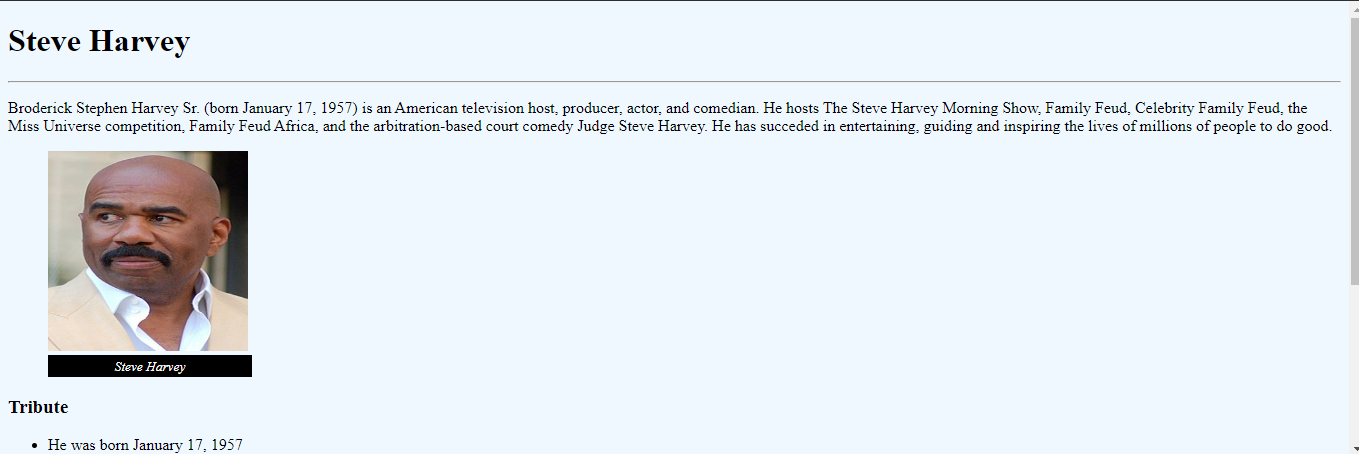 Steve Harvey
Broderick Stephen Harvey Sr. (born January 17, 1957) is an American television host, producer, actor, and comedian. He hosts The Steve Harvey Morning Show, Family Feud, Celebrity Family Feud, the
Miss Universe competition, Family Feud Africa, and the arbitration-based court comedy Judge Steve Harvey. He has succeded in entertaining, guiding and inspiring the lives of millions of people to do good.
Steve Harvey
Tribute
• He was born January 17, 1957